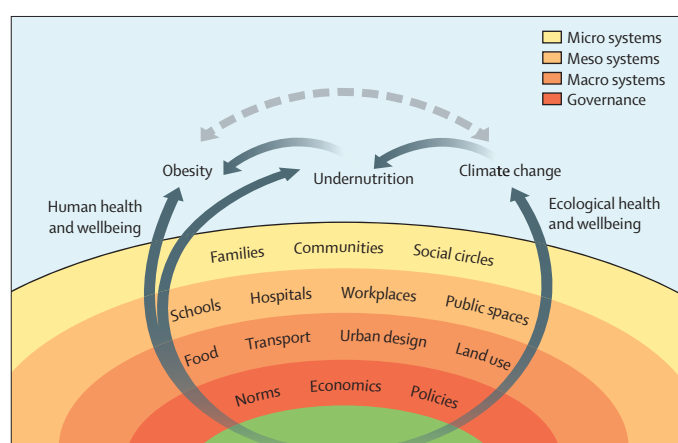 Micro systems
Meso systems
Macro systems
Governance
Obesity
Undernutrition
Climate change
Human health
and wellbeing
Ecological health
and wellbeing
Families Communities Social circles
Schools Hospitals Workplaces Public spaces
Food Transport Urban design Land use
Norms Economics Policies